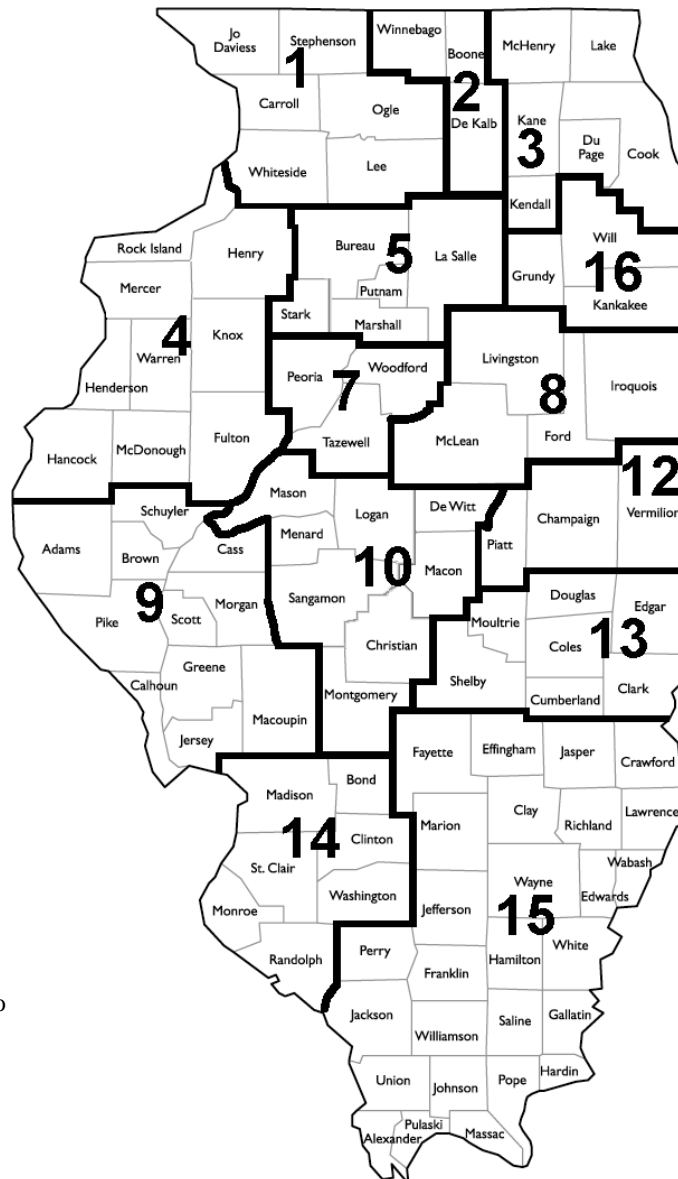 Jo
Daviess
Stephenson
Winnebago
Boone
McHenry
Lake
1
2
Carroll
Ogle
De Kalb
Kane
3
Du
Page
Cook
Whiteside
Lee
Kendall
Rock Island
Henry
Bureau
5
La Salle
Will
Grundy
16
Mercer
Putnam
Kankakee
Stark
Marshall
4
Warren
Knox
Peoria
Woodford
7
Livingston
8
Iroquois
Henderson
Hancock
McDonough
Fulton
Tazewell
McLean
Ford
12
Vermilion
Mason
Schuyler
Logan
De Witt
Champaign
Adams
Brown
Cass
Menard
Piatt
10
Macon
9
Pike
Scott
Morgan
Sangamon
Douglas
Edgar
Moultrie
13
Coles
Christian
Greene
Calhoun
Shelby
Clark
Montgomery
Cumberland
Macoupin
Jersey
Fayette
Effingham
Jasper
Crawford
Bond
Madison
Clay
Lawrence
14
Marion
Richland
Clinton
St. Clair
Wabash
Wayne
Edwards
Washington
15
Monroe
Jefferson
Randolph
Perry
Hamilton
White
Franklin
o
Jackson
Williamson
Saline
Gallatin
Hardin
Union
Johnson
Pope
Pulaski
Alexander
Massac